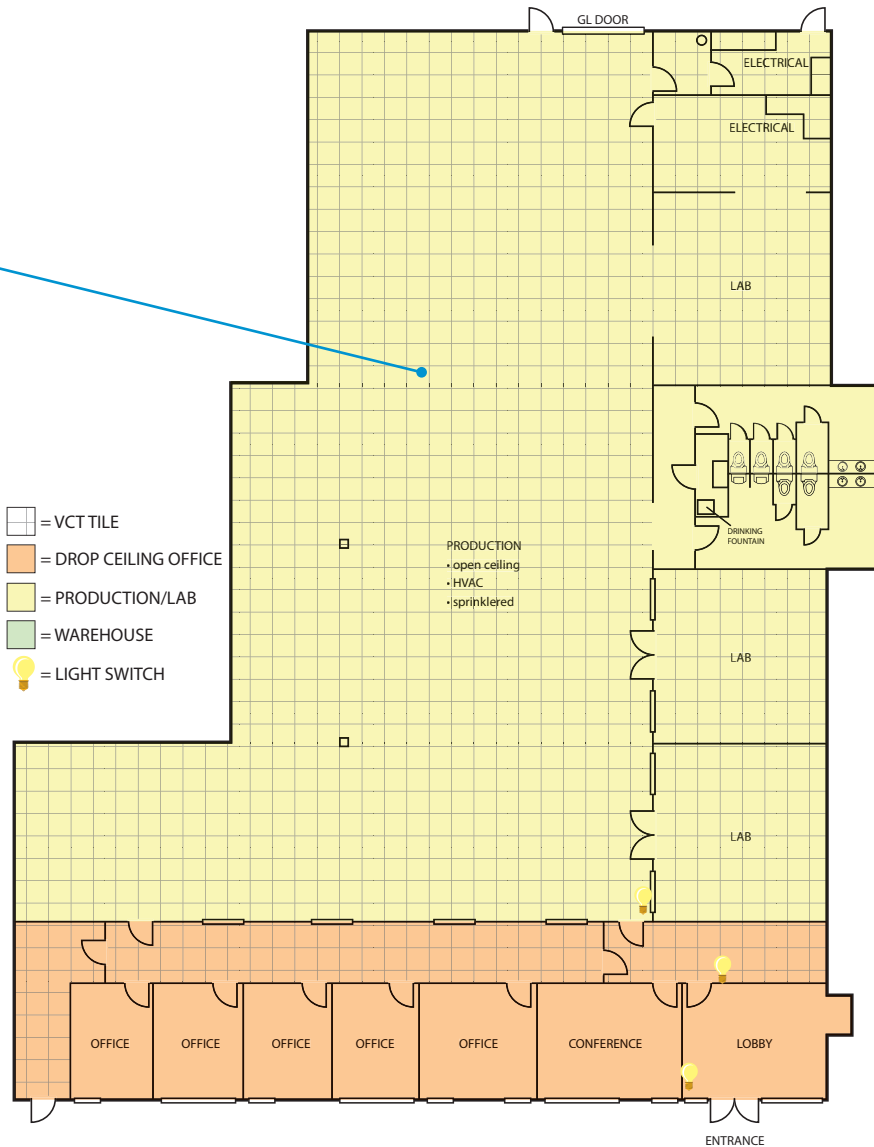 GL DOOR
ELECTRICAL
ELECTRICAL
LAB
DRINKING
FOUNTAIN
PRODUCTION
• open ceiling
• HVAC
• sprinklered
= VCT TILE
= DROP CEILING OFFICE
= PRODUCTION/LAB
= WAREHOUSE
= LIGHT SWITCH
LAB
LAB
OFFICE
OFFICE
OFFICE
OFFICE
OFFICE
CONFERENCE
LOBBY
ENTRANCE